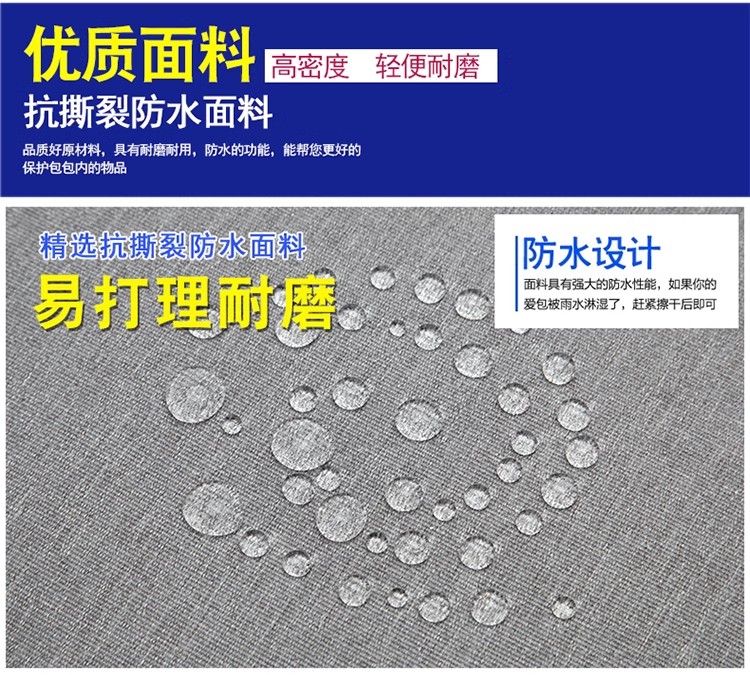 优质面料
高密度 轻便耐磨
抗撕裂防水面料
品质好原材料，具有耐磨耐用，防水的功能，能帮您更好的
保护包包内的物品
精选抗撕裂防水面料
易打理耐磨
防水设计
面料具有强大的防水性能，如果你的
爱包被雨水淋湿了，赶紧擦干后即可